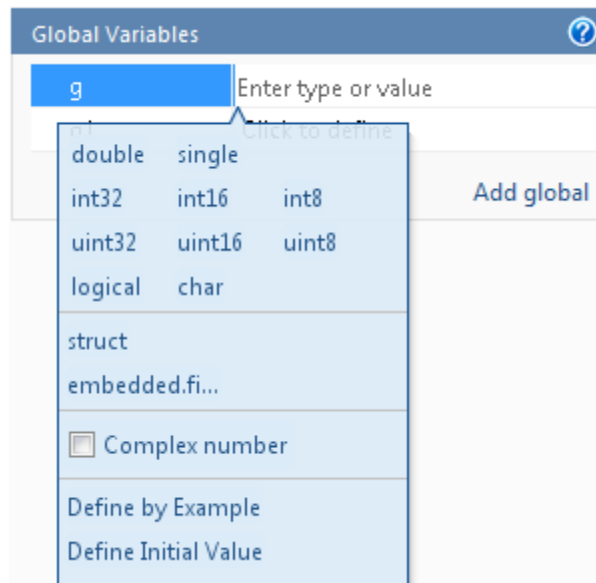 Global Variables
g Enter type or value
g1 Click to define
double single
int32 int16 int8
Add global
uint32 uint16 uint8
logical char
struct
embedded.fi...
Complex number
Define by Example
Define Initial Value